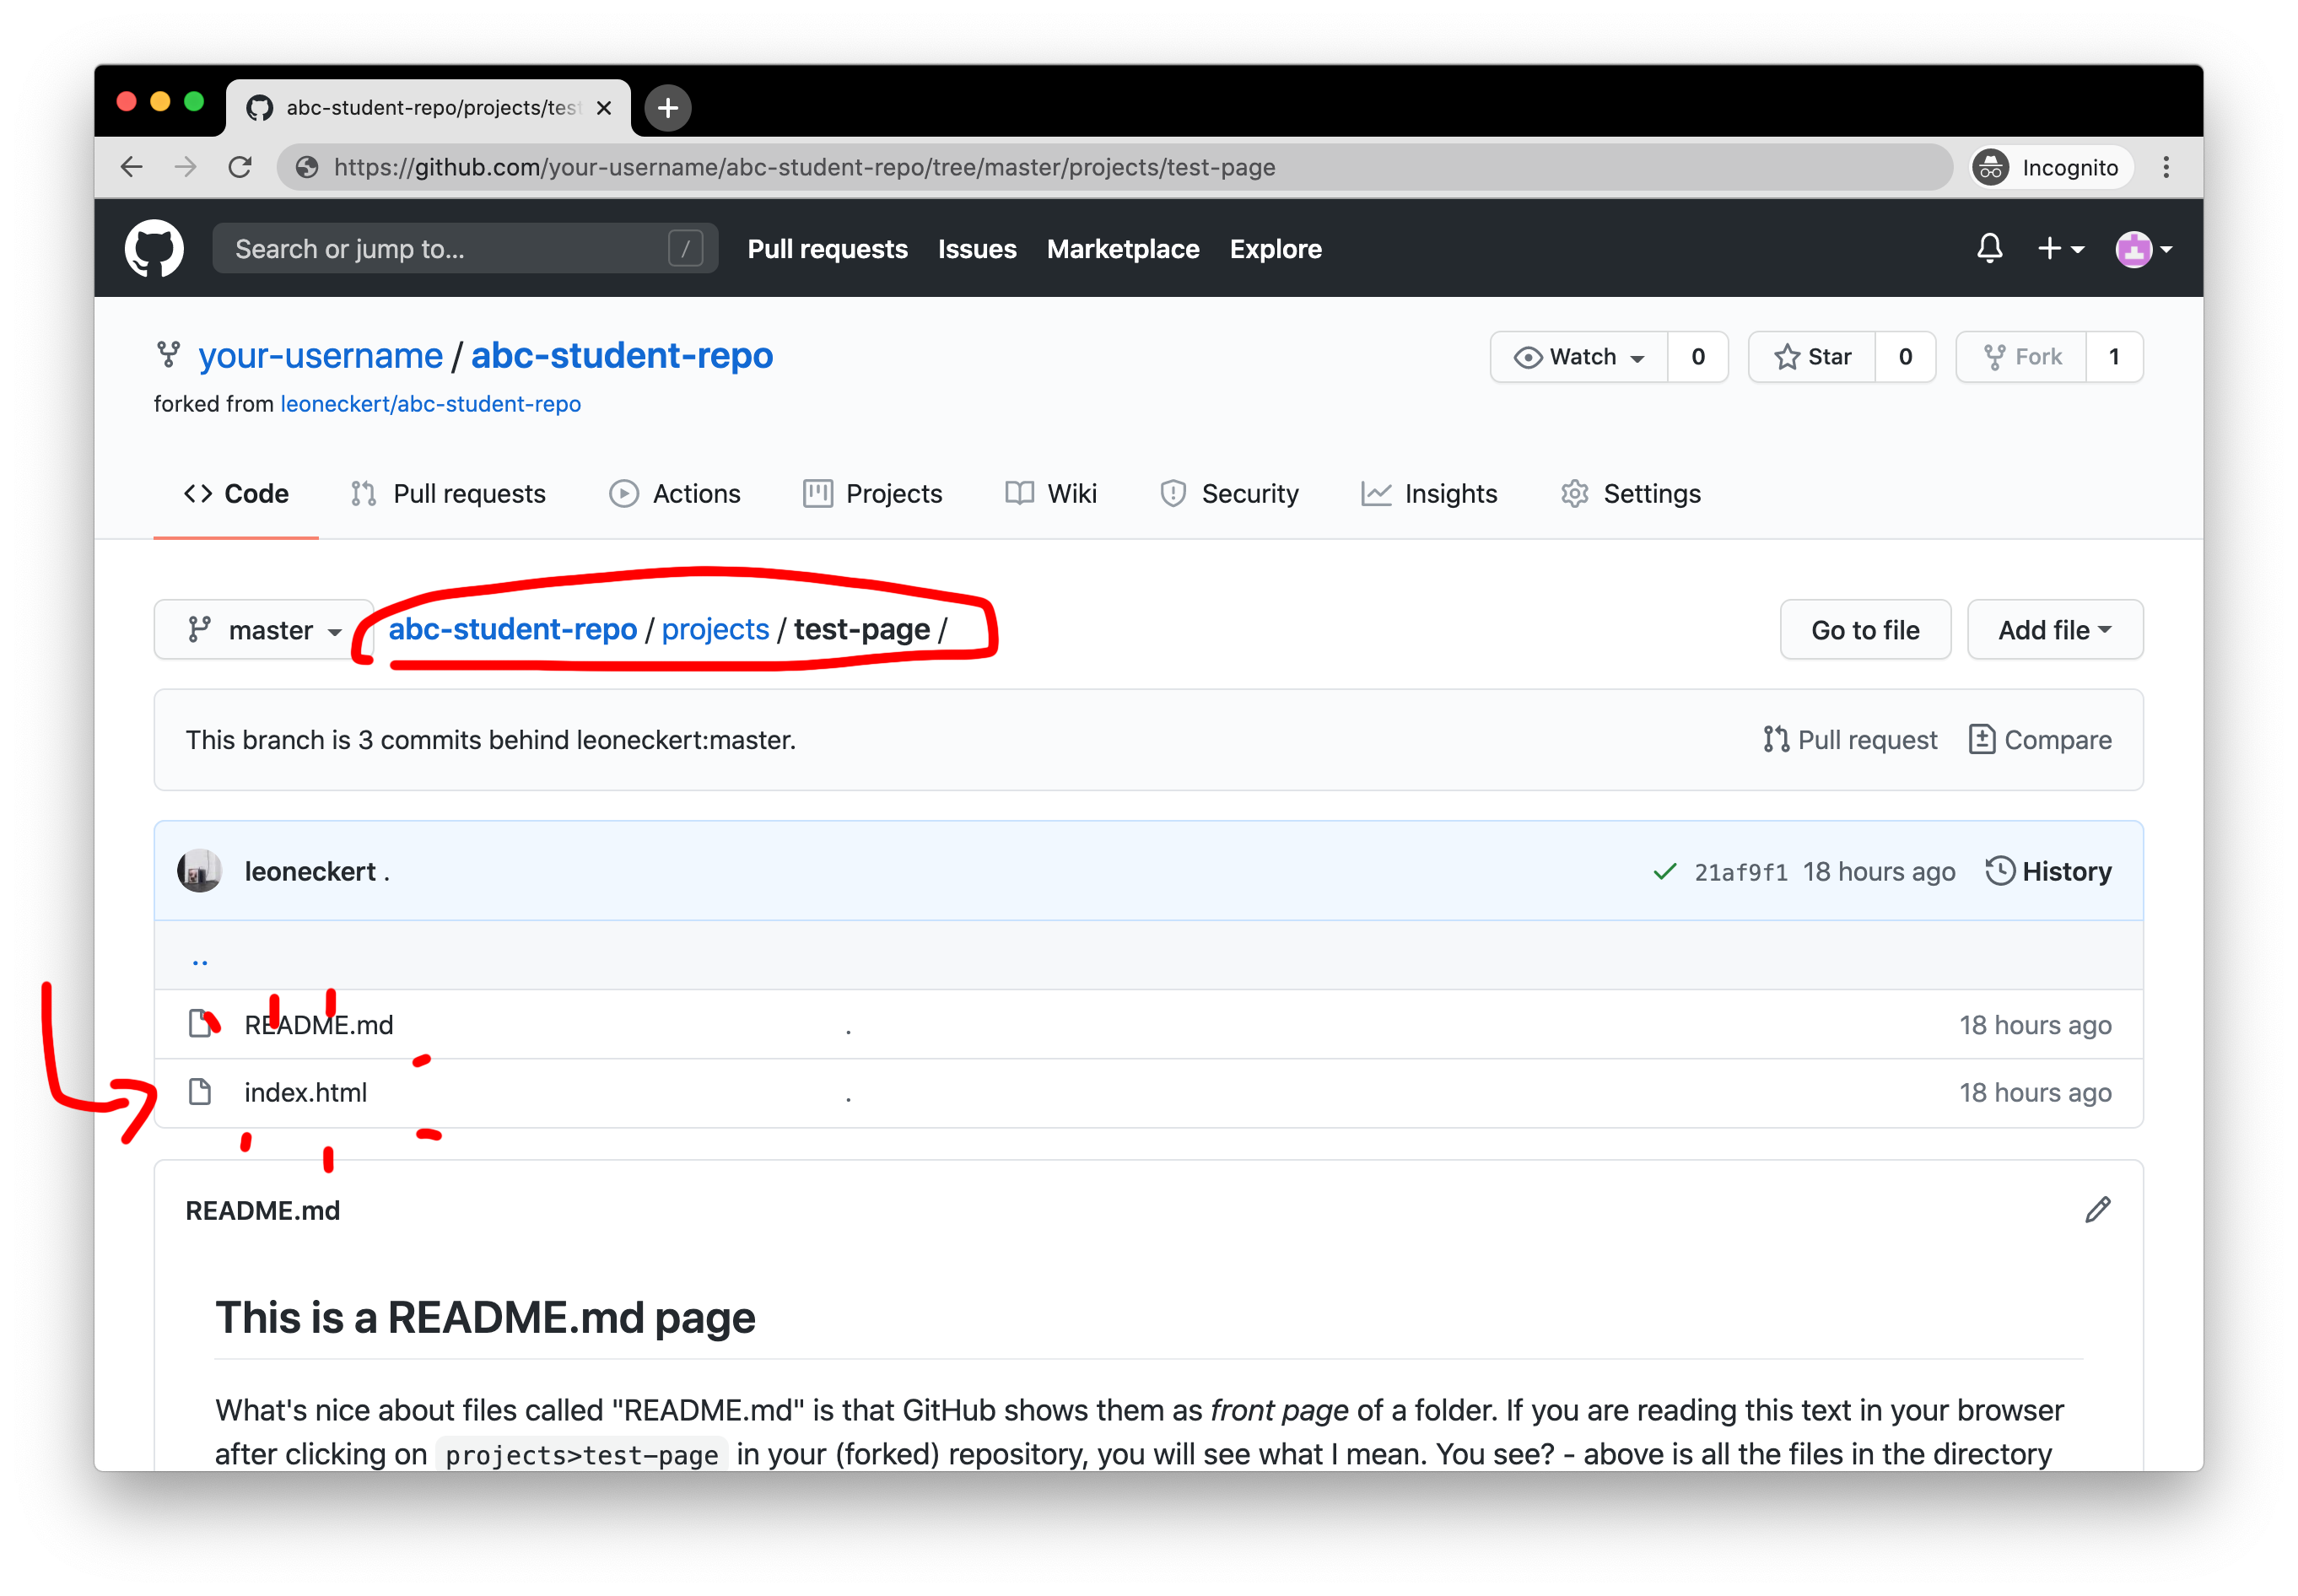 abc-student-repo/projects/tes
https://github.com/your-username/abc-student-repo/tree/master/projects/test-page
Incognito
Search or jump to... /
Pull requests Issues Marketplace Explore
your-username / abc-student-repo
Watch 0 Star 0 Fork 1
forked from leoneckert/abc-student-repo
Code Pull requests Actions Projects Wiki Security Insights Settings
master abc-student-repo / projects / test-page / Go to file Add file
This branch is 3 commits behind leoneckert:master. Pull request Compare
leoneckert . 21af9f1 18 hours ago History
..
README.md . 18 hours ago
index.html . 18 hours ago
README.md
This is a README.md page
What's nice about files called "README.md" is that GitHub shows them as front page of a folder. If you are reading this text in your browser
after clicking on projects>test-page in your (forked) repository, you will see what I mean. You see? - above is all the files in the directory